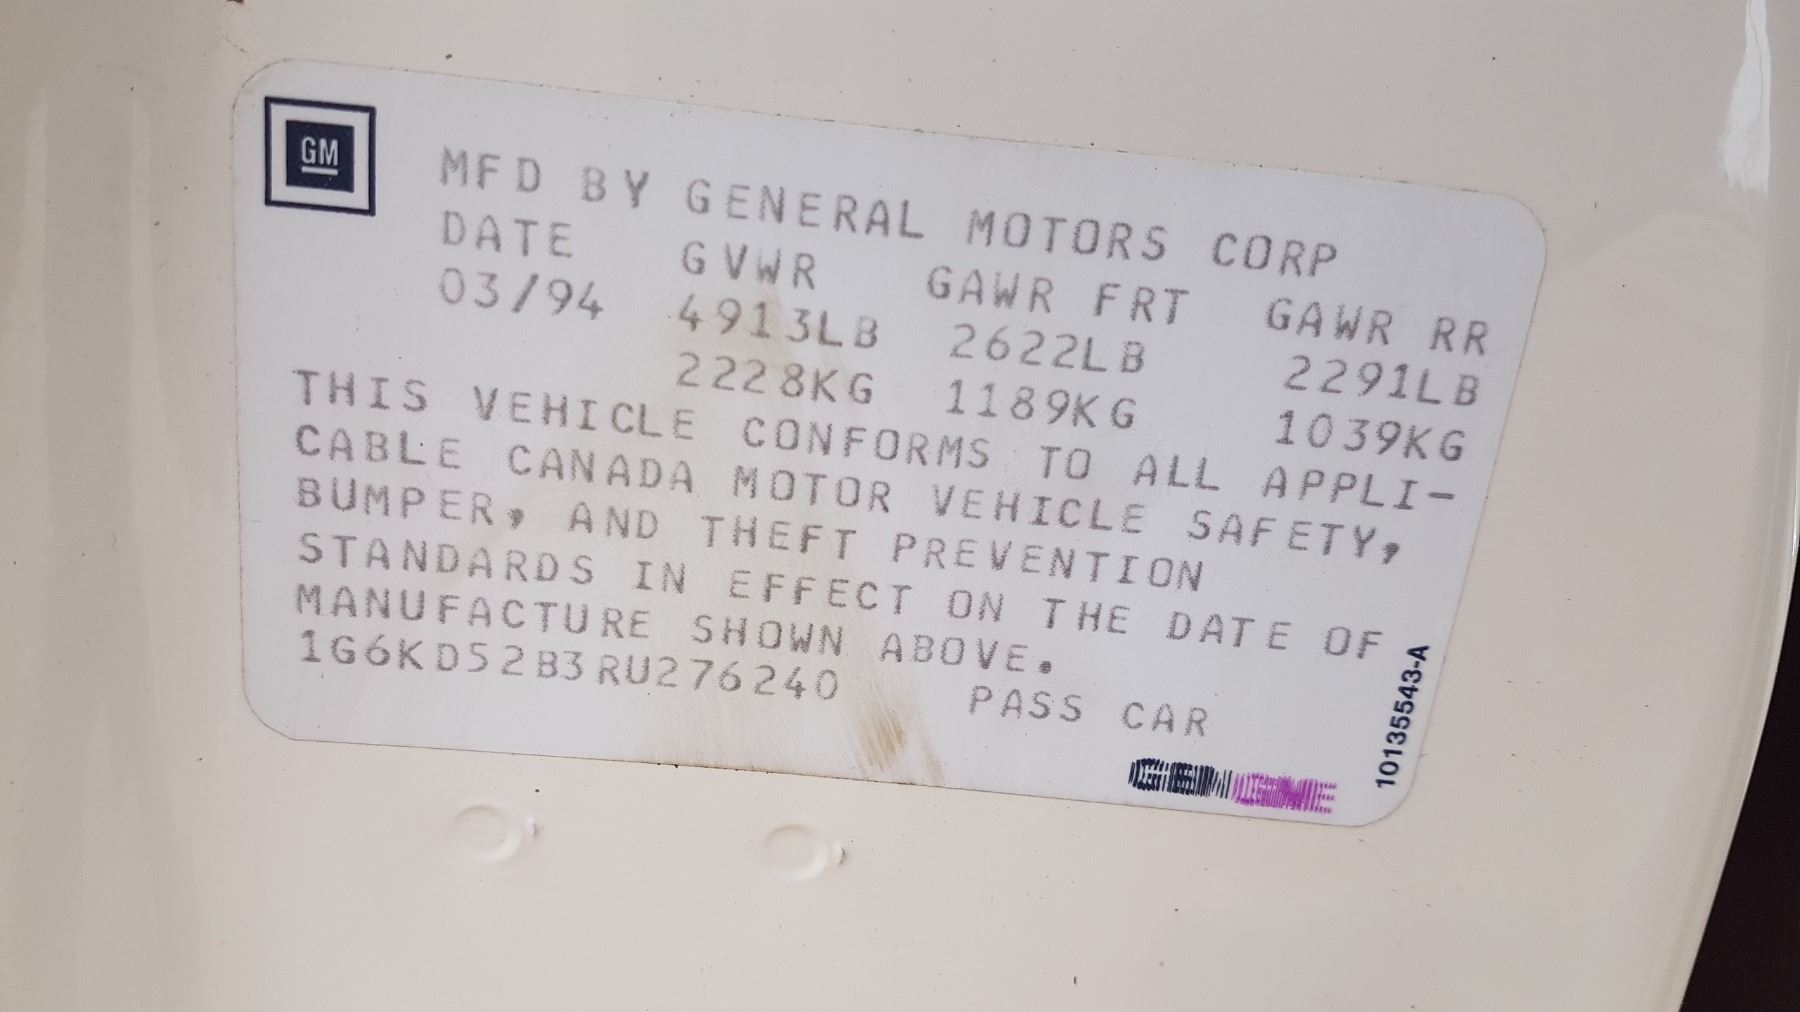 GM
MFD BY GENERAL MOTORS CORP
DATE GVWR GAWR FRT GAWR RR
03/94 4913LB 2622LB 2291LB
2228KG 1189KG 1039KG
THIS VEHICLE CONFORMS TO ALL APPLI-
CABLE CANADA MOTOR VEHICLE SAFETY,
BUMPER, AND THEFT PREVENTION
STANDARDS IN EFFECT ON THE DATE OF
MANUFACTURE SHOWN ABOVE.
1G6KD52B3RU276240 PASS CAR
10135543-A